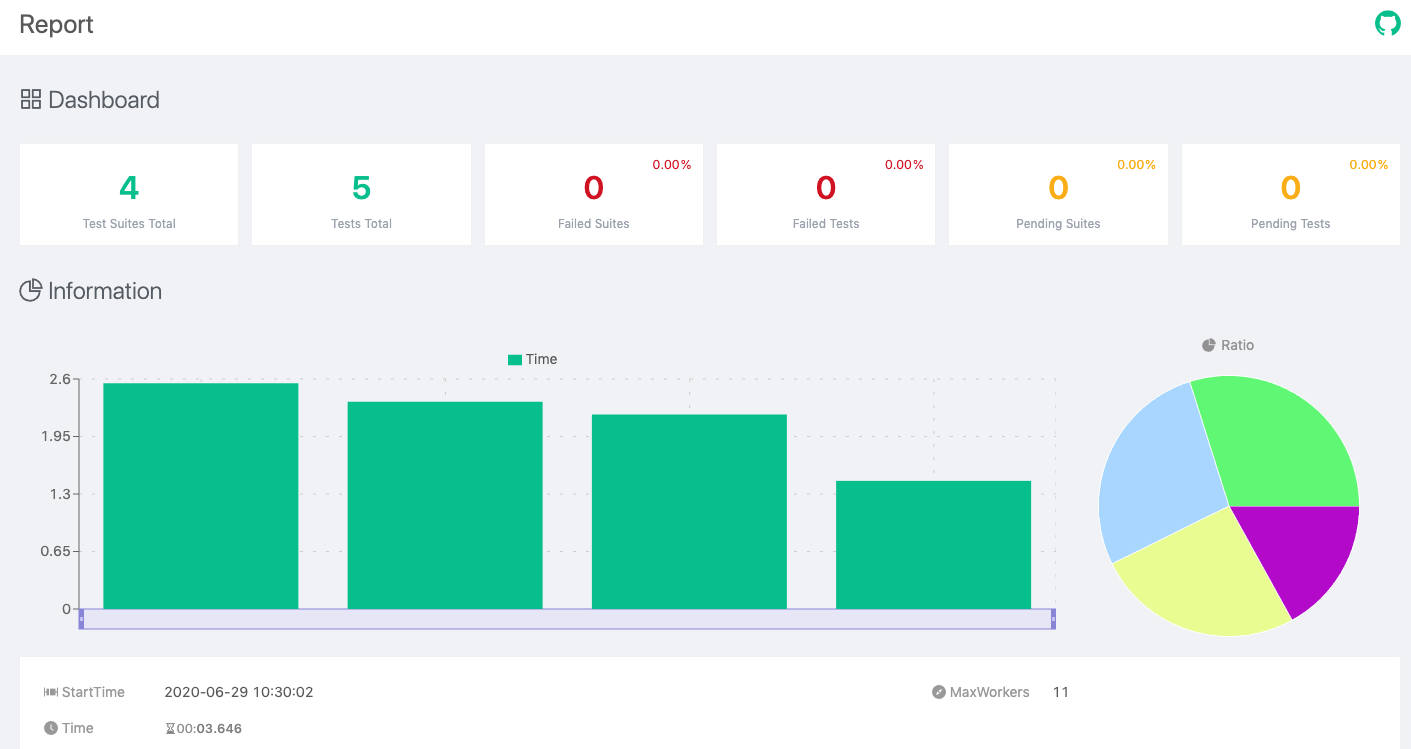 Report
Dashboard
4
Test Suites Total
5
Tests Total
0.00%
0
Failed Suites
0.00%
0
Failed Tests
0.00%
0
Pending Suites
0.00%
0
Pending Tests
Information
Time
2.6
1.95
1.3
0.65
0
Ratio
StartTime 2020-06-29 10:30:02
MaxWorkers 11
Time 00:03.646